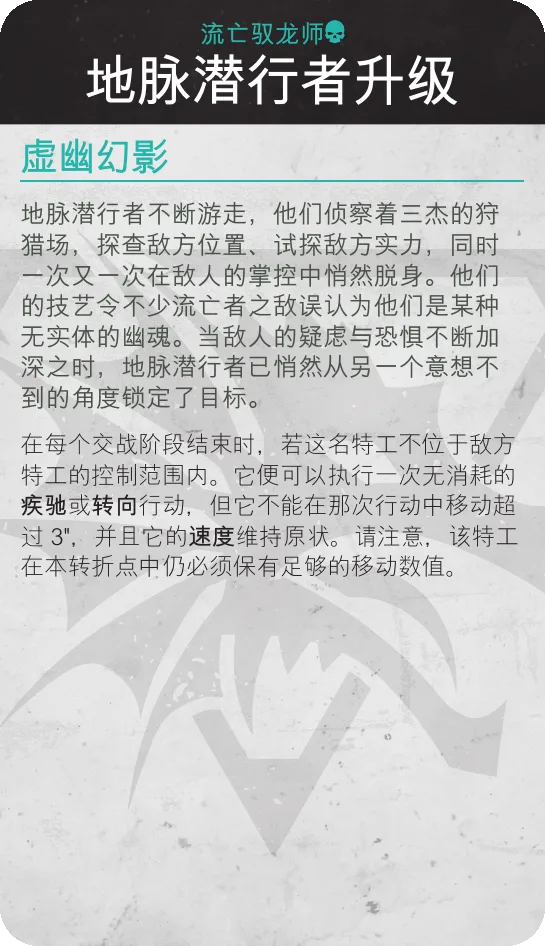 流亡驭龙师
地脉潜行者升级
虚幽幻影
地脉潜行者不断游走，他们侦察着三杰的狩
猎场，探查敌方位置、试探敌方实力，同时
一次又一次在敌人的掌控中悄然脱身。他们
的技艺令不少流亡者之敌误认为他们是某种
无实体的幽魂。当敌人的疑虑与恐惧不断加
深之时，地脉潜行者已悄然从另一个意想不
到的角度锁定了目标。
在每个交战阶段结束时，若这名特工不位于敌方
特工的控制范围内。它便可以执行一次无消耗的
疾驰或转向行动，但它不能在那次行动中移动超
过 3"，并且它的速度维持原状。请注意，该特工
在本转折点中仍必须保有足够的移动数值。